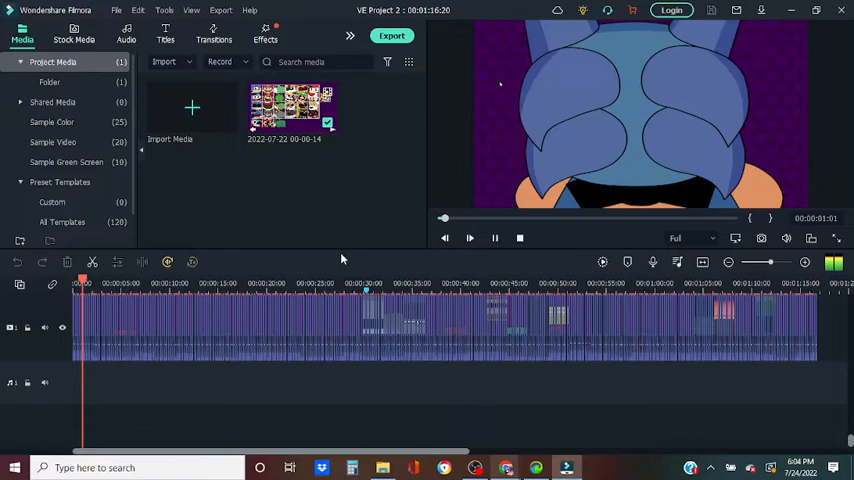 Wondershare Filmora File Edit Tools View Export Help VE Project 2 : 00:01:16:20 Login
Media Stock Media Audio Titles Transitions Effects Export
Project Media (1)
Folder (1)
Shared Media (0)
Sample Color (25)
Sample Video (20)
Sample Green Screen (10)
Preset Templates
Custom (0)
All Templates (120)
Import Record Search media
Import Media 2022-07-22 00-00-14
00:00:01:01
Full
:00:00 00:00:05:00 00:00:10:00 00:00:15:00 00:00:20:00 00:00:25:00 00:00:30:00 00:00:35:00 00:00:40:00 00:00:45:00 00:00:50:00 00:00:55:00 00:01:00:00 00:01:05:00 00:01:10:00 00:01:15:00 00:01:2
1
1
Type here to search
6:04 PM
7/24/2022